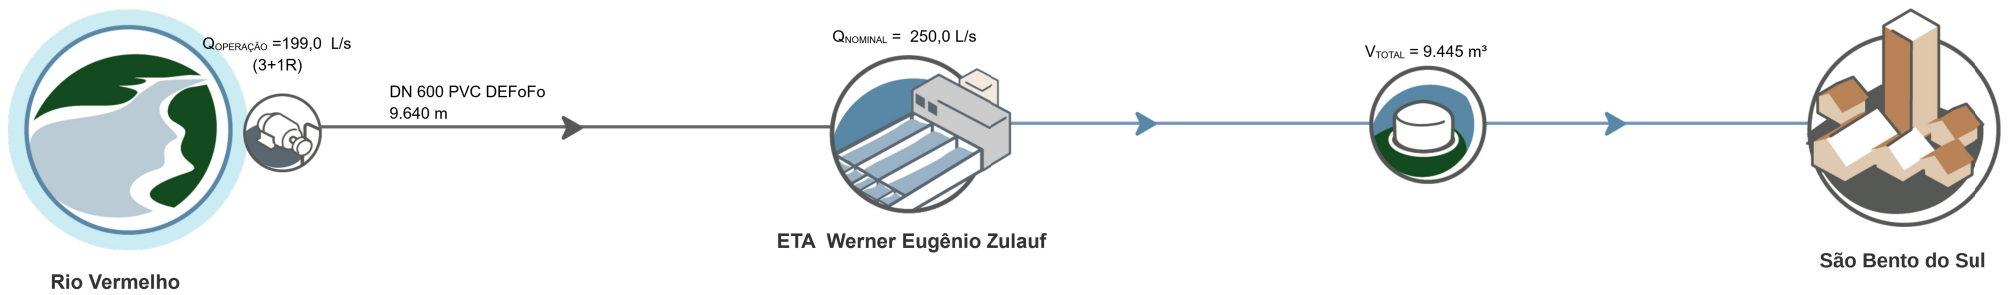 QOPERAÇÃO =199,0 L/s
(3+1R)
DN 600 PVC DEFoFo
9.640 m
QNOMINAL = 250,0 L/s
VTOTAL = 9.445 m³
Rio Vermelho
ETA Werner Eugênio Zulauf
São Bento do Sul